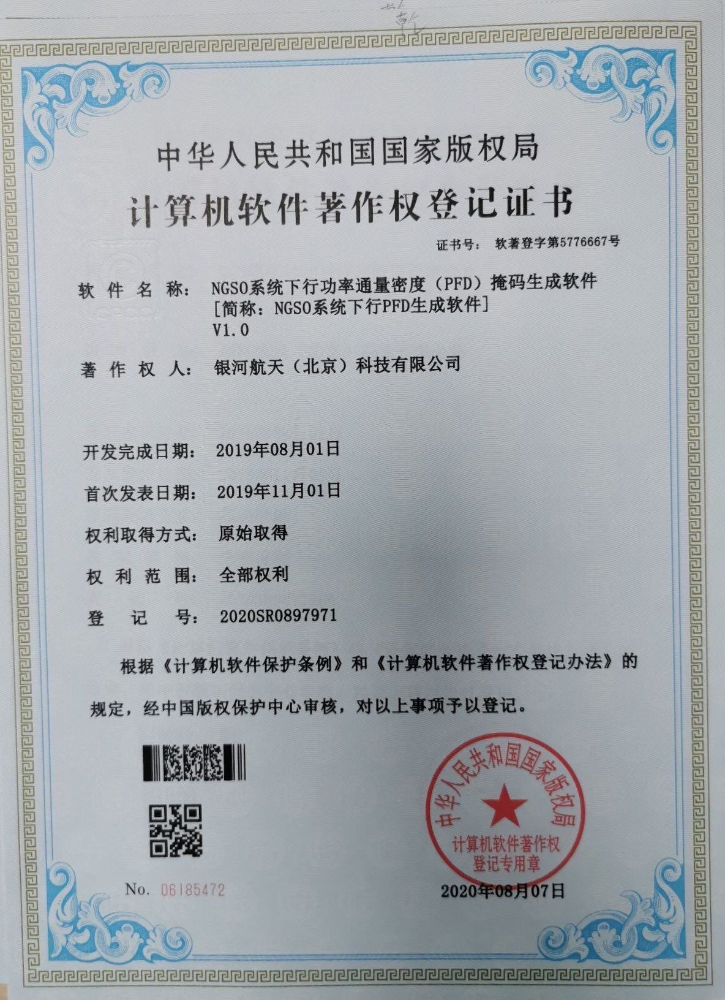 中华人民共和国国家版权局
计算机软件著作权登记证书
证书号： 软著登字第5776667号
软件名称： NGSO系统下行功率通量密度（PFD）掩码生成软件
[简称：NGSO系统下行PFD生成软件]
V1.0
著作权人： 银河航天（北京）科技有限公司
开发完成日期： 2019年08月01日
首次发表日期： 2019年11月01日
权利取得方式： 原始取得
权利范围： 全部权利
登记号： 2020SR0897971
根据《计算机软件保护条例》和《计算机软件著作权登记办法》的
规定，经中国版权保护中心审核，对以上事项予以登记。
中华人民共和国国家版权局
计算机软件著作权
登记专用章
No. 06185472
2020年08月07日